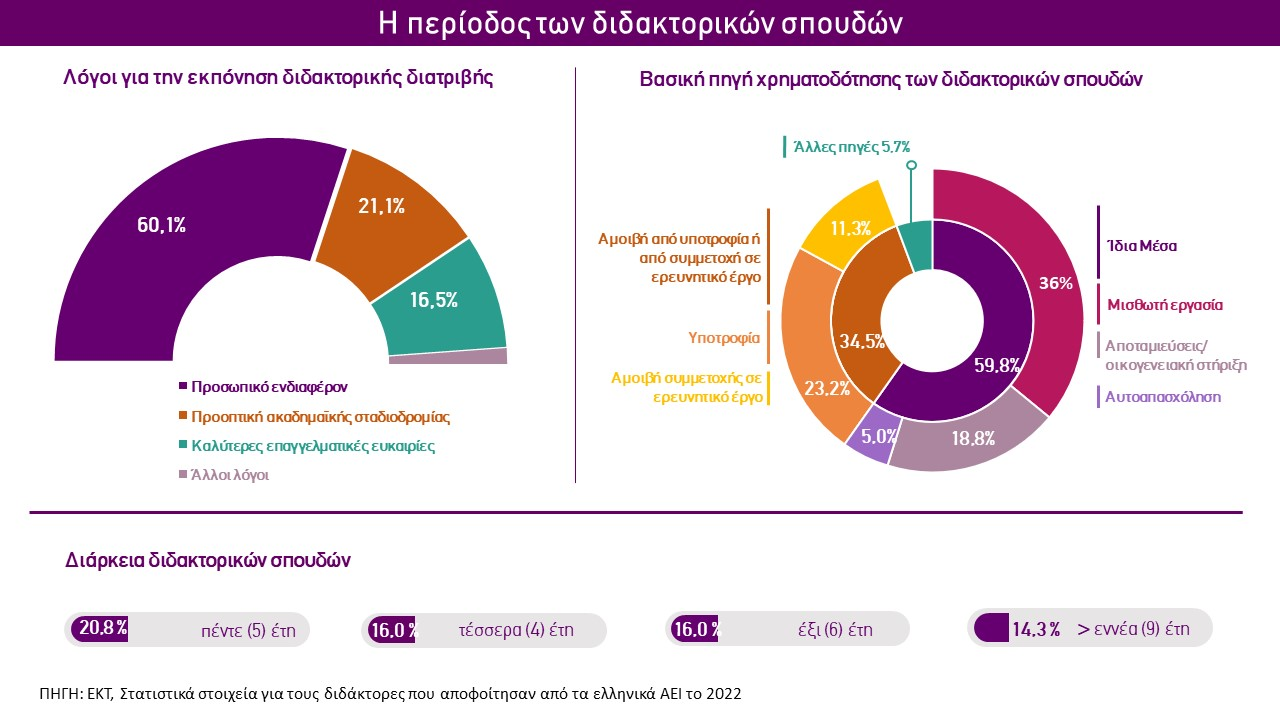 Η περίοδος των διδακτορικών σπουδών
Λόγοι για την εκπόνηση διδακτορικής διατριβής
60,1%
21,1%
16,5%
Προσωπικό ενδιαφέρον
Προοπτική ακαδημαϊκής σταδιοδρομίας
Καλύτερες επαγγελματικές ευκαιρίες
Άλλοι λόγοι
Βασική πηγή χρηματοδότησης των διδακτορικών σπουδών
Άλλες πηγές 5,7%
Αμοιβή από υποτροφία ή
από συμμετοχή σε
ερευνητικό έργο
Υποτροφία
Αμοιβή συμμετοχής σε
ερευνητικό έργο
11,3%
34,5%
23,2%
5,0%
18,8%
59,8%
36%
Ίδια Μέσα
Μισθωτή εργασία
Αποταμιεύσεις/
οικογενειακή στήριξη
Αυτοαπασχόληση
Διάρκεια διδακτορικών σπουδών
20,8 % πέντε (5) έτη
16,0 % τέσσερα (4) έτη
16,0 % έξι (6) έτη
14,3 % > εννέα (9) έτη
ΠΗΓΗ: ΕΚΤ, Στατιστικά στοιχεία για τους διδάκτορες που αποφοίτησαν από τα ελληνικά ΑΕΙ το 2022